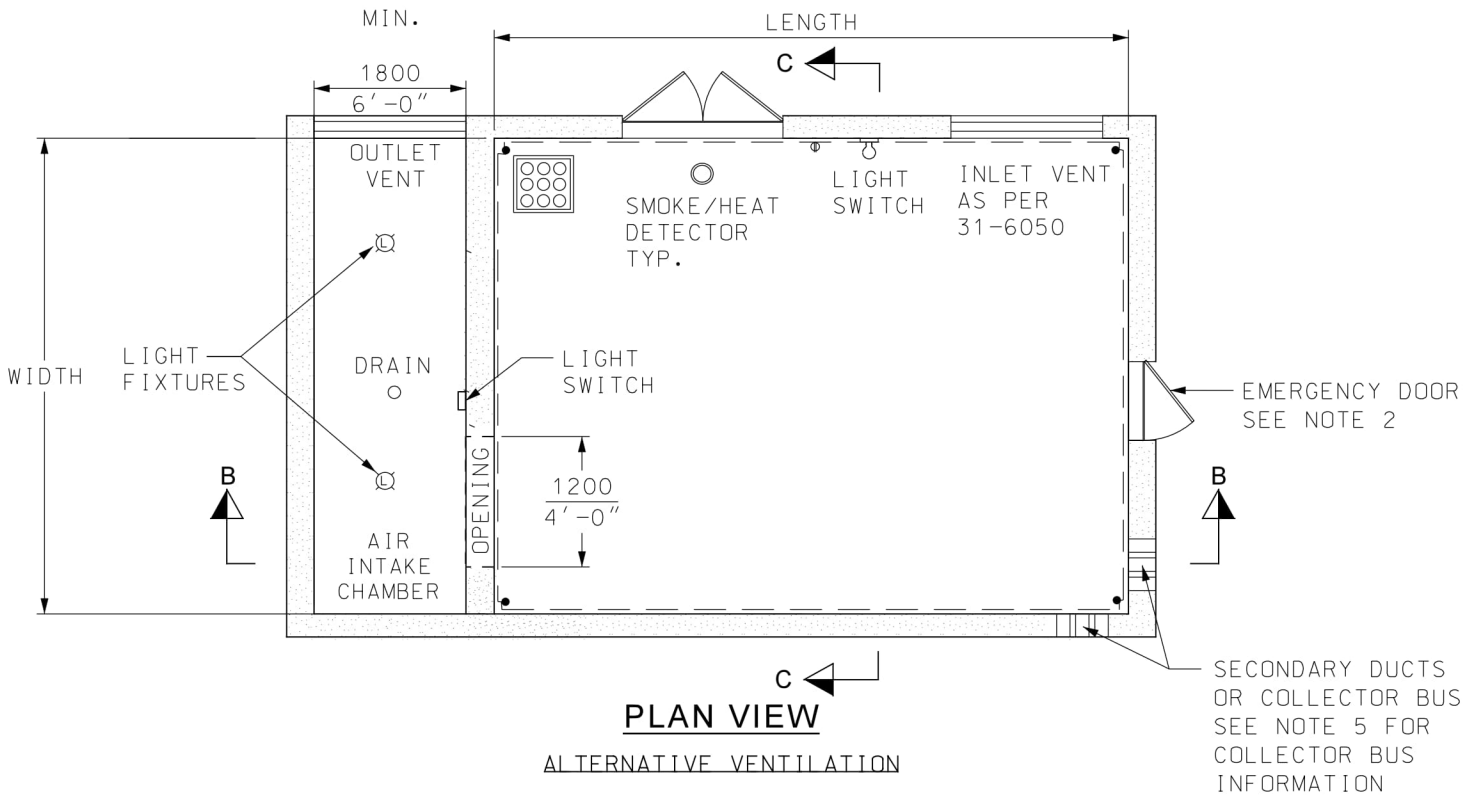 MIN.
LENGTH
C
1800
6'-0"
OUTLET
VENT
SMOKE/HEAT
DETECTOR
TYP.
LIGHT
SWITCH
INLET VENT
AS PER
31-6050
L
LIGHT
FIXTURES
WIDTH
DRAIN
LIGHT
SWITCH
EMERGENCY DOOR
SEE NOTE 2
B
L
OPENING
1200
4'-0"
B
AIR
INTAKE
CHAMBER
C
SECONDARY DUCTS
OR COLLECTOR BUS
SEE NOTE 5 FOR
COLLECTOR BUS
INFORMATION
PLAN VIEW
ALTERNATIVE VENTILATION